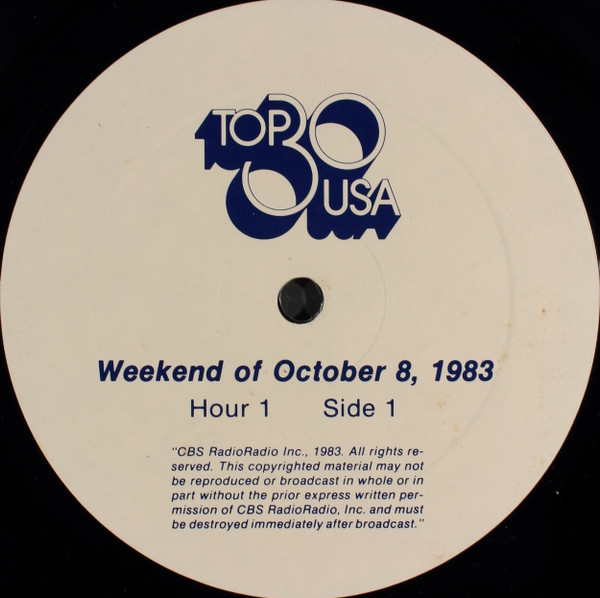 TOP 30
USA
Weekend of October 8, 1983
Hour 1 Side 1
"CBS RadioRadio Inc., 1983. All rights re-
served. This copyrighted material may not
be reproduced or broadcast in whole or in
part without the prior express written per-
mission of CBS RadioRadio, Inc. and must
be destroyed immediately after broadcast."